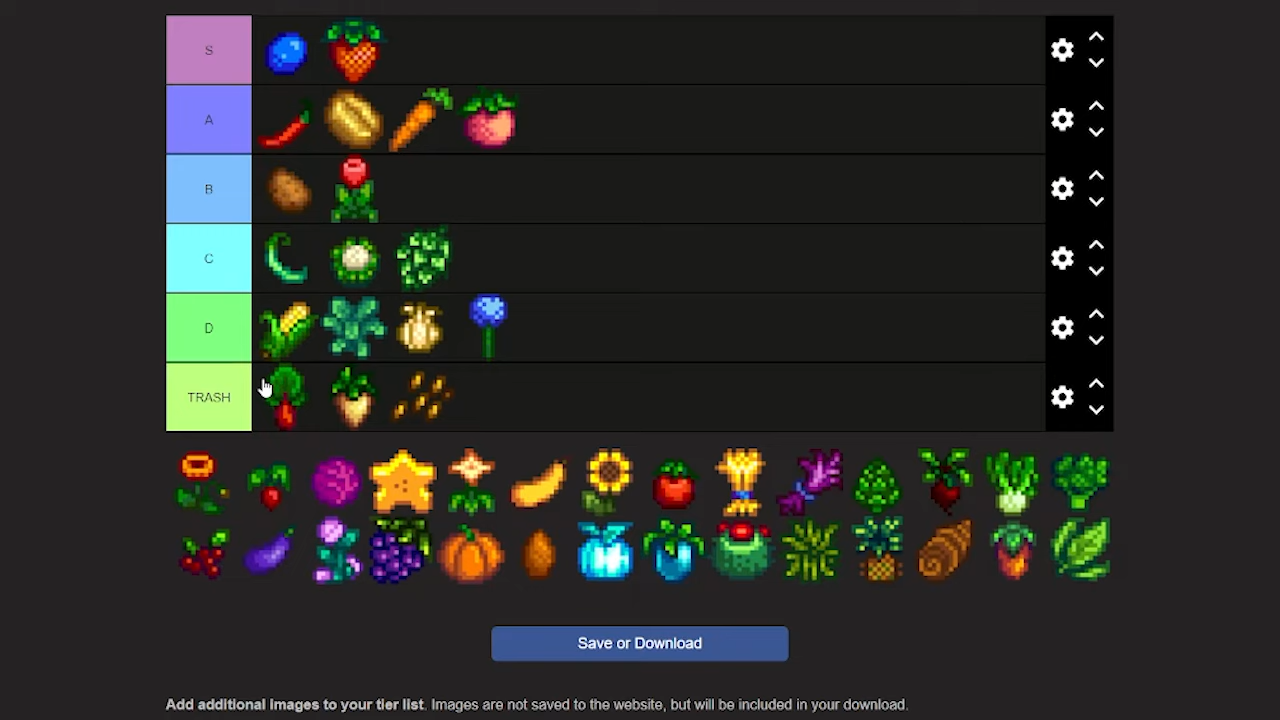 S
A
B
C
D
TRASH
Save or Download
Add additional images to your tier list. Images are not saved to the website, but will be included in your download.